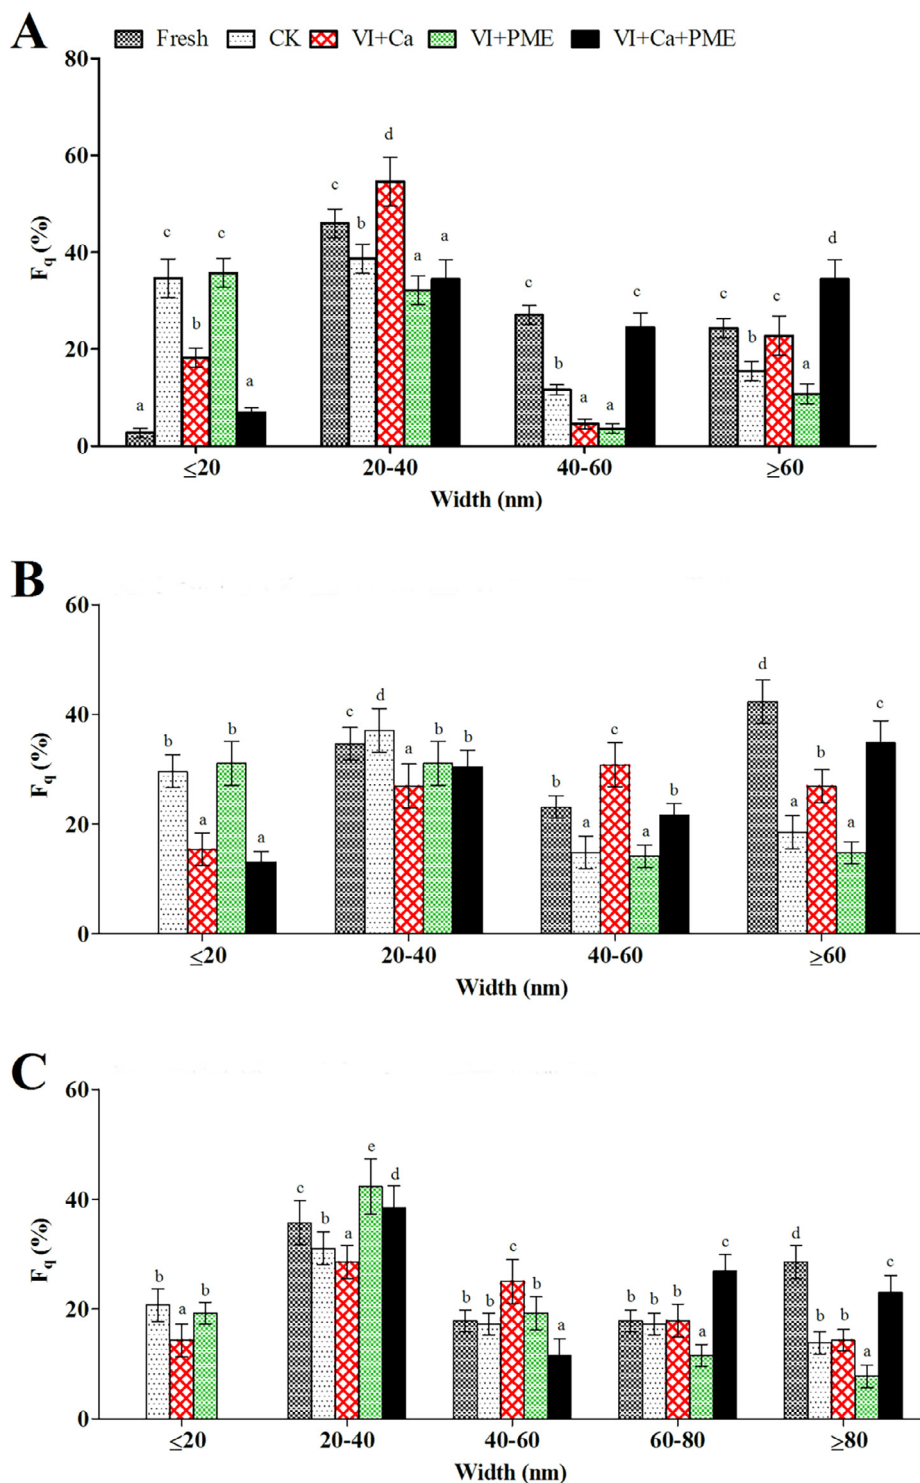 A
Fresh CK VI+Ca VI+PME VI+Ca+PME
80
60
40
20
0
Fq (%)
a c b c a
c b d a a
c b a a c
c b c a d
≤20 20-40 40-60 ≥60
Width (nm)
B
60
40
20
0
Fq (%)
b a b a
c d a b b
b a c a b
d a b a c
≤20 20-40 40-60 ≥60
Width (nm)
C
60
40
20
0
Fq (%)
b a b
c b a e d
b b c b a
b b b a c
d b b a c
≤20 20-40 40-60 60-80 ≥80
Width (nm)